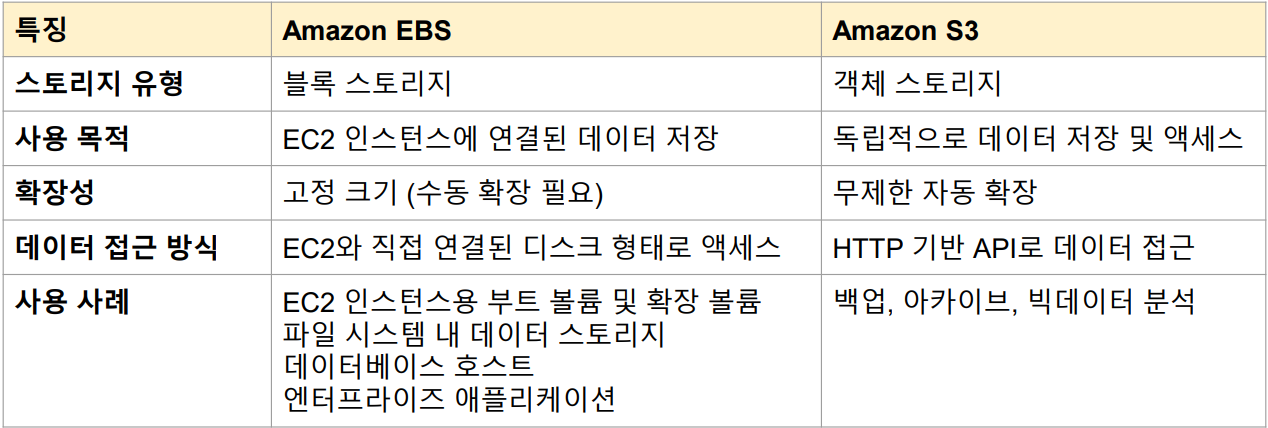 특징 Amazon EBS Amazon S3
스토리지 유형 블록 스토리지 객체 스토리지
사용 목적 EC2 인스턴스에 연결된 데이터 저장 독립적으로 데이터 저장 및 액세스
확장성 고정 크기 (수동 확장 필요) 무제한 자동 확장
데이터 접근 방식 EC2와 직접 연결된 디스크 형태로 액세스 HTTP 기반 API로 데이터 접근
사용 사례 EC2 인스턴스용 부트 볼륨 및 확장 볼륨 백업, 아카이브, 빅데이터 분석
파일 시스템 내 데이터 스토리지
데이터베이스 호스트
엔터프라이즈 애플리케이션